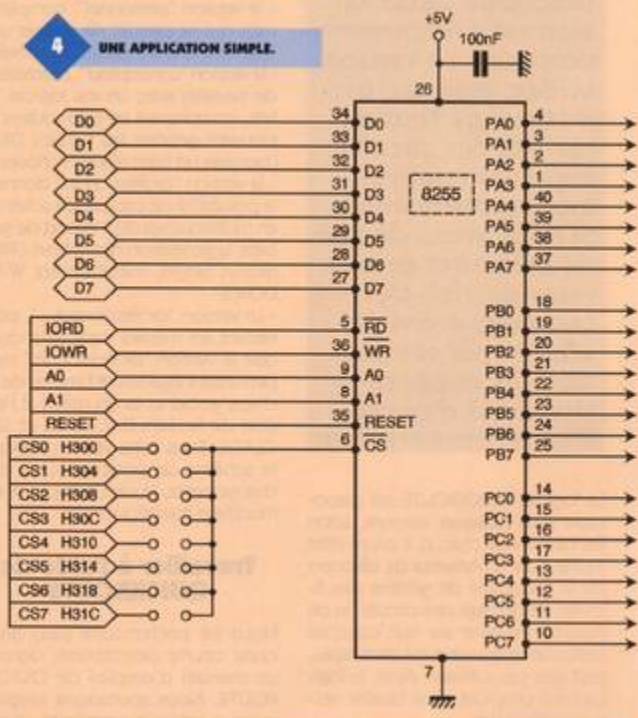 4 UNE APPLICATION SIMPLE.
+5V
100nF
26
D0 34 D0
D1 33 D1
D2 32 D2
D3 31 D3
D4 30 D4
D5 29 D5
D6 28 D6
D7 27 D7
IORD 5 RD
IOWR 36 WR
A0 9 A0
A1 8 A1
RESET 35 RESET
CS0 H300 6 CS
CS1 H304
CS2 H308
CS3 H30C
CS4 H310
CS5 H314
CS6 H318
CS7 H31C
8255
PA0 4
PA1 3
PA2 2
PA3 1
PA4 40
PA5 39
PA6 38
PA7 37
PB0 18
PB1 19
PB2 20
PB3 21
PB4 22
PB5 23
PB6 24
PB7 25
PC0 14
PC1 15
PC2 16
PC3 17
PC4 13
PC5 12
PC6 11
PC7 10
7